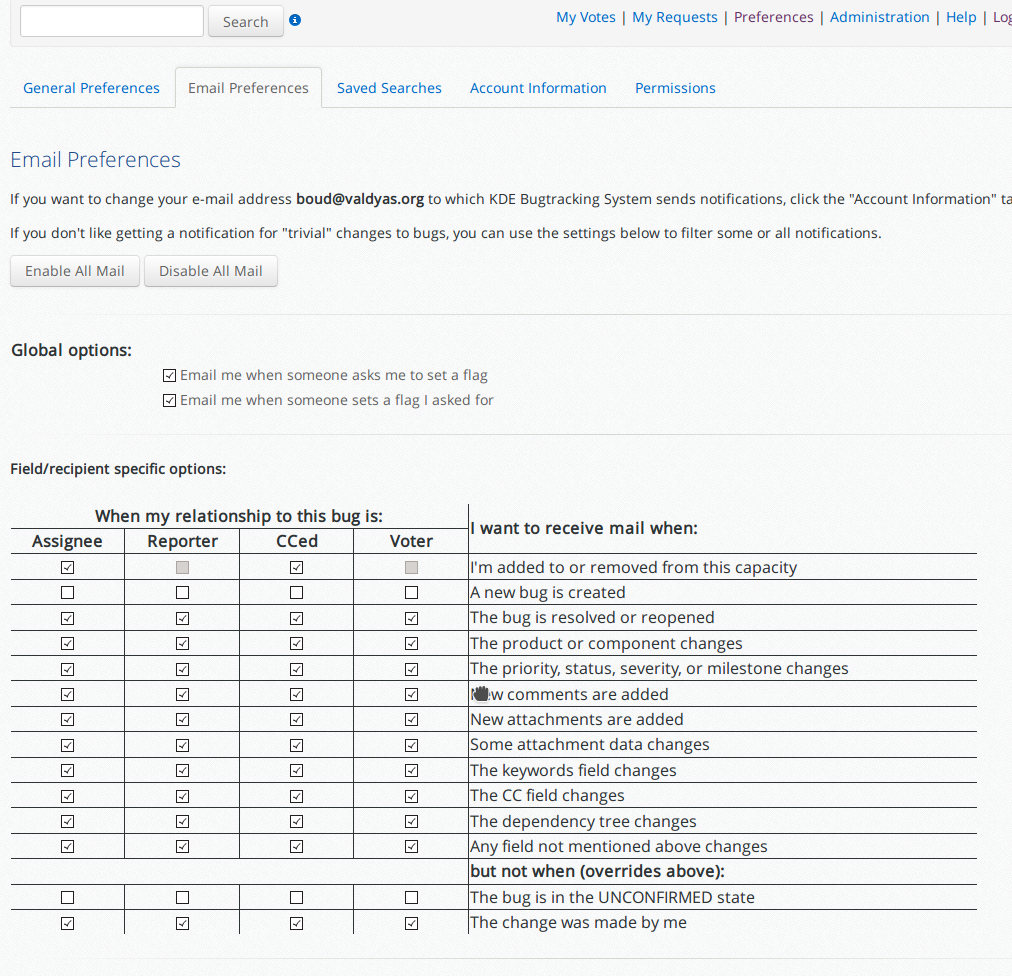 Search
My Votes | My Requests | Preferences | Administration | Help |
General Preferences Email Preferences Saved Searches Account Information Permissions
Email Preferences
If you want to change your e-mail address boud@valdyas.org to which KDE Bugtracking System sends notifications, click the "Account Information"
If you don't like getting a notification for "trivial" changes to bugs, you can use the settings below to filter some or all notifications.
Enable All Mail Disable All Mail
Global options:
Email me when someone asks me to set a flag
Email me when someone sets a flag I asked for
Field/recipient specific options:
When my relationship to this bug is:
I want to receive mail when:
Assignee Reporter CCed Voter
I'm added to or removed from this capacity
A new bug is created
The bug is resolved or reopened
The product or component changes
The priority, status, severity, or milestone changes
comments are added
New attachments are added
Some attachment data changes
The keywords field changes
The CC field changes
The dependency tree changes
Any field not mentioned above changes
but not when (overrides above):
The bug is in the UNCONFIRMED state
The change was made by me